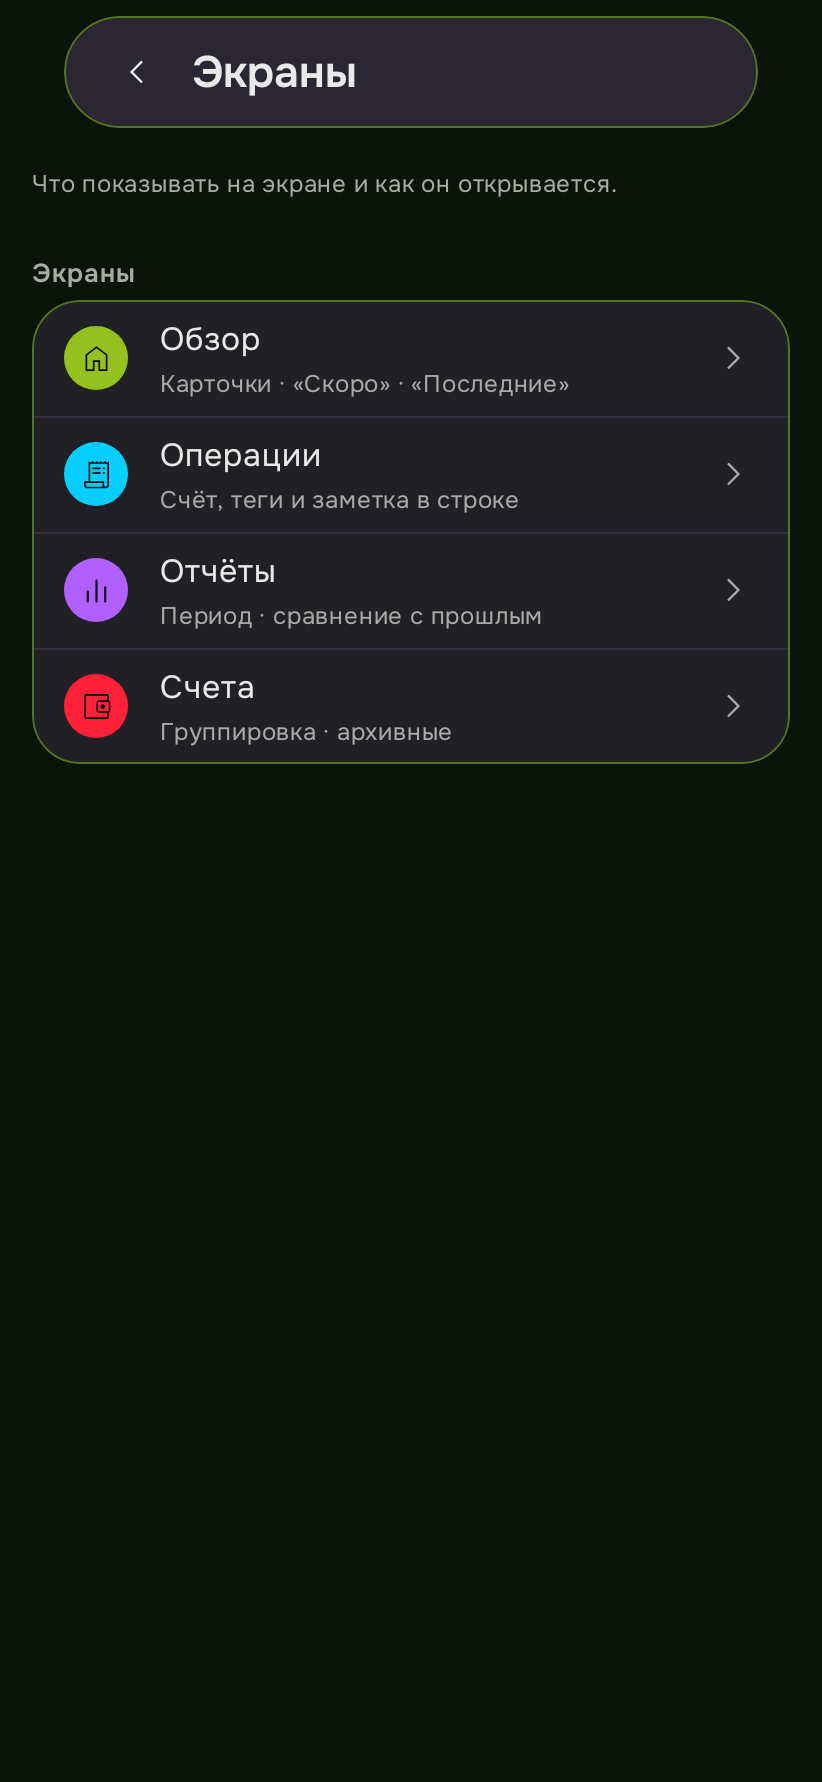 Экраны
Что показывать на экране и как он открывается.
Экраны
Обзор
Карточки · «Скоро» · «Последние»
Операции
Счёт, теги и заметка в строке
Отчёты
Период · сравнение с прошлым
Счета
Группировка · архивные